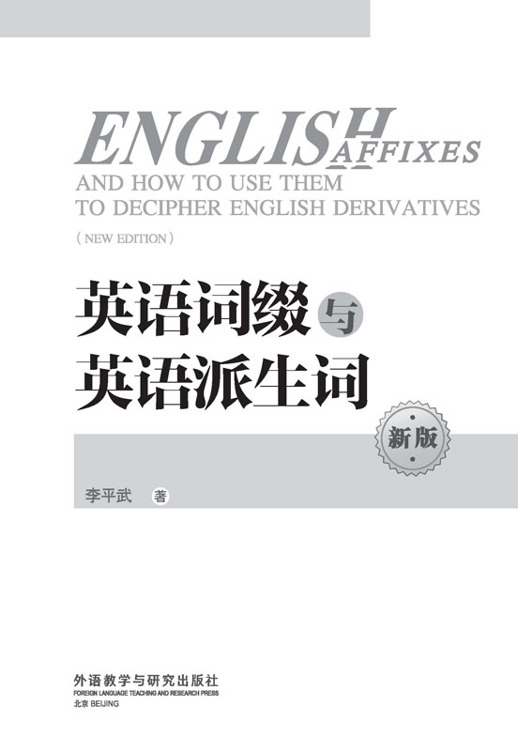 ENGLISH AFFIXES
AND HOW TO USE THEM
TO DECIPHER ENGLISH DERIVATIVES
(NEW EDITION)
英语词缀与
英语派生词
新版
李平武 著
外语教学与研究出版社
FOREIGN LANGUAGE TEACHING AND RESEARCH PRESS
北京 BEIJING